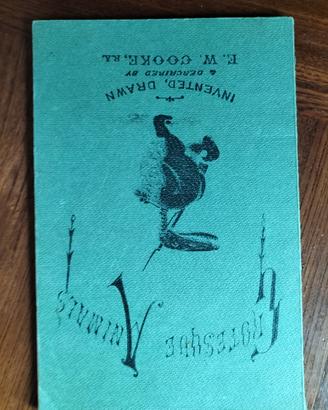 GROTESQUE
ANIMALS
INVENTED, DRAWN
& DESCRIBED BY
E. W. COOKE, R.A.